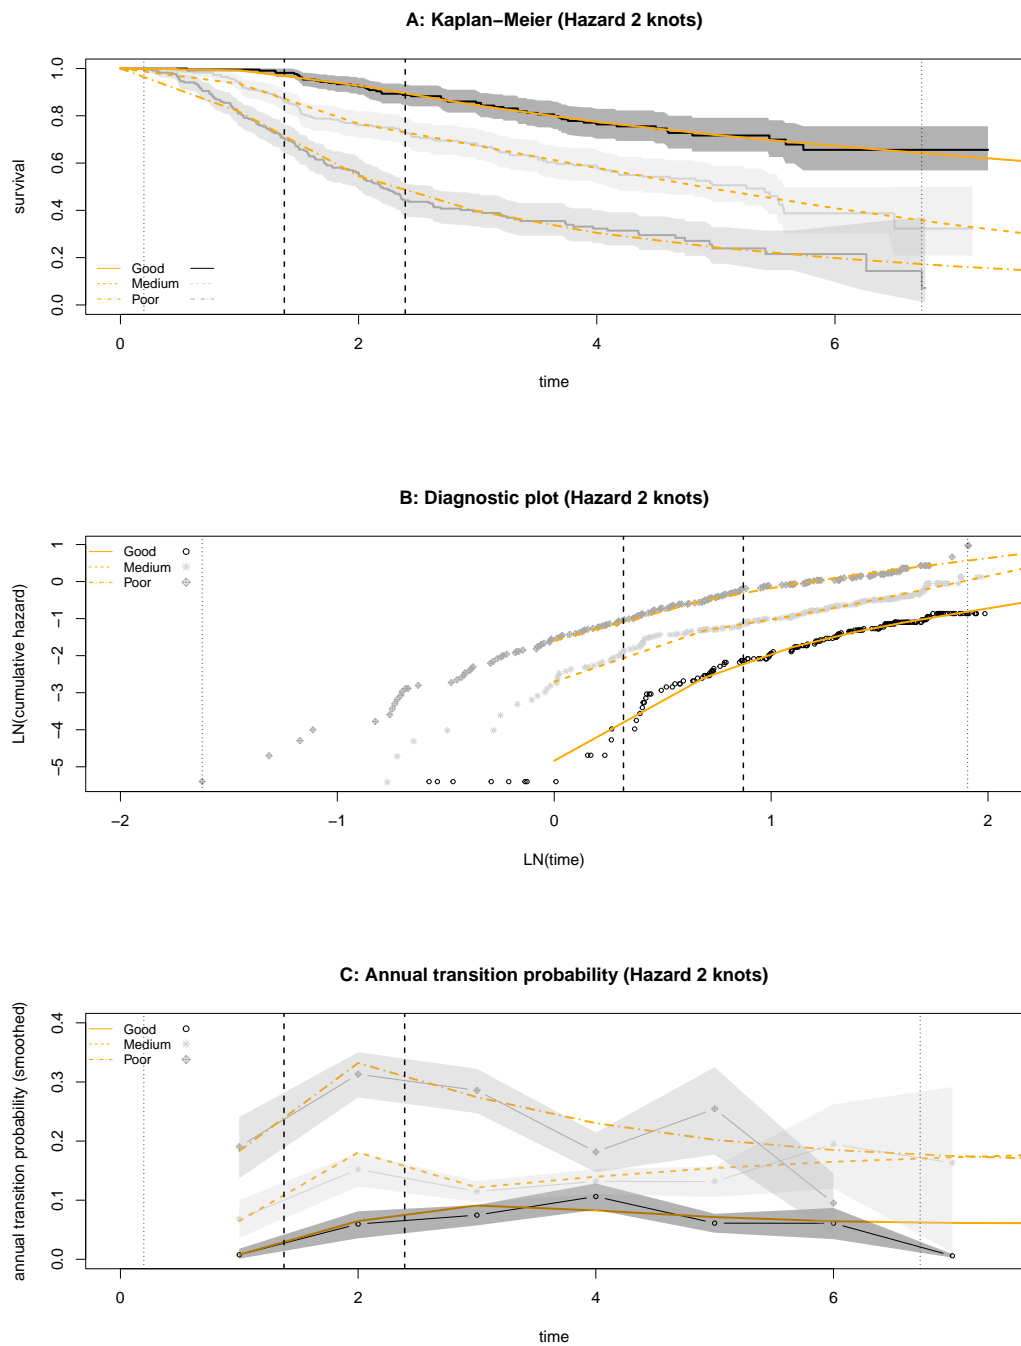 A: Kaplan−Meier (Hazard 2 knots)
survival
1.0
0.8
0.6
0.4
0.2
0.0
Good
Medium
Poor
0 2 4 6
time
B: Diagnostic plot (Hazard 2 knots)
LN(cumulative hazard)
1
0
−1
−2
−3
−4
−5
Good
Medium
Poor
−2 −1 0 1 2
LN(time)
C: Annual transition probability (Hazard 2 knots)
annual transition probability (smoothed)
0.4
0.3
0.2
0.1
0.0
Good
Medium
Poor
0 2 4 6
time